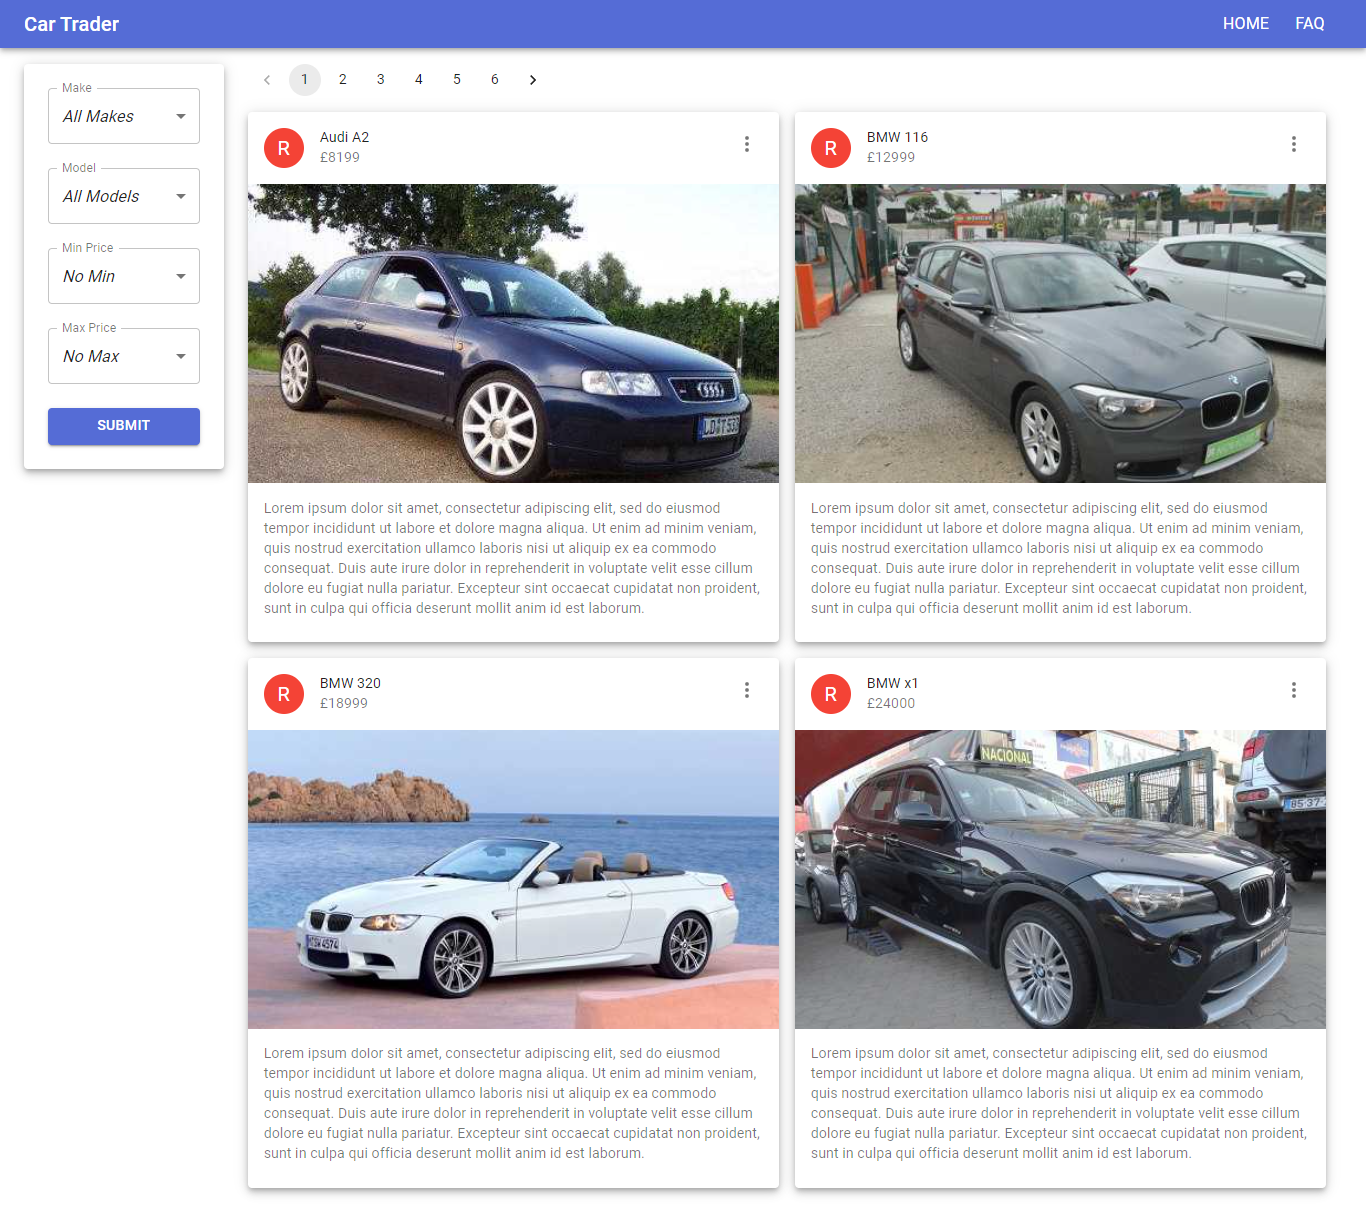 Car Trader
HOME FAQ
Make
All Makes
Model
All Models
Min Price
No Min
Max Price
No Max
SUBMIT
1 2 3 4 5 6
R
Audi A2
£8199
Lorem ipsum dolor sit amet, consectetur adipiscing elit, sed do eiusmod
tempor incididunt ut labore et dolore magna aliqua. Ut enim ad minim veniam,
quis nostrud exercitation ullamco laboris nisi ut aliquip ex ea commodo
consequat. Duis aute irure dolor in reprehenderit in voluptate velit esse cillum
dolore eu fugiat nulla pariatur. Excepteur sint occaecat cupidatat non proident,
sunt in culpa qui officia deserunt mollit anim id est laborum.
R
BMW 116
£12999
Lorem ipsum dolor sit amet, consectetur adipiscing elit, sed do eiusmod
tempor incididunt ut labore et dolore magna aliqua. Ut enim ad minim veniam,
quis nostrud exercitation ullamco laboris nisi ut aliquip ex ea commodo
consequat. Duis aute irure dolor in reprehenderit in voluptate velit esse cillum
dolore eu fugiat nulla pariatur. Excepteur sint occaecat cupidatat non proident,
sunt in culpa qui officia deserunt mollit anim id est laborum.
R
BMW 320
£18999
Lorem ipsum dolor sit amet, consectetur adipiscing elit, sed do eiusmod
tempor incididunt ut labore et dolore magna aliqua. Ut enim ad minim veniam,
quis nostrud exercitation ullamco laboris nisi ut aliquip ex ea commodo
consequat. Duis aute irure dolor in reprehenderit in voluptate velit esse cillum
dolore eu fugiat nulla pariatur. Excepteur sint occaecat cupidatat non proident,
sunt in culpa qui officia deserunt mollit anim id est laborum.
R
BMW x1
£24000
NACIONAL
Lorem ipsum dolor sit amet, consectetur adipiscing elit, sed do eiusmod
tempor incididunt ut labore et dolore magna aliqua. Ut enim ad minim veniam,
quis nostrud exercitation ullamco laboris nisi ut aliquip ex ea commodo
consequat. Duis aute irure dolor in reprehenderit in voluptate velit esse cillum
dolore eu fugiat nulla pariatur. Excepteur sint occaecat cupidatat non proident,
sunt in culpa qui officia deserunt mollit anim id est laborum.